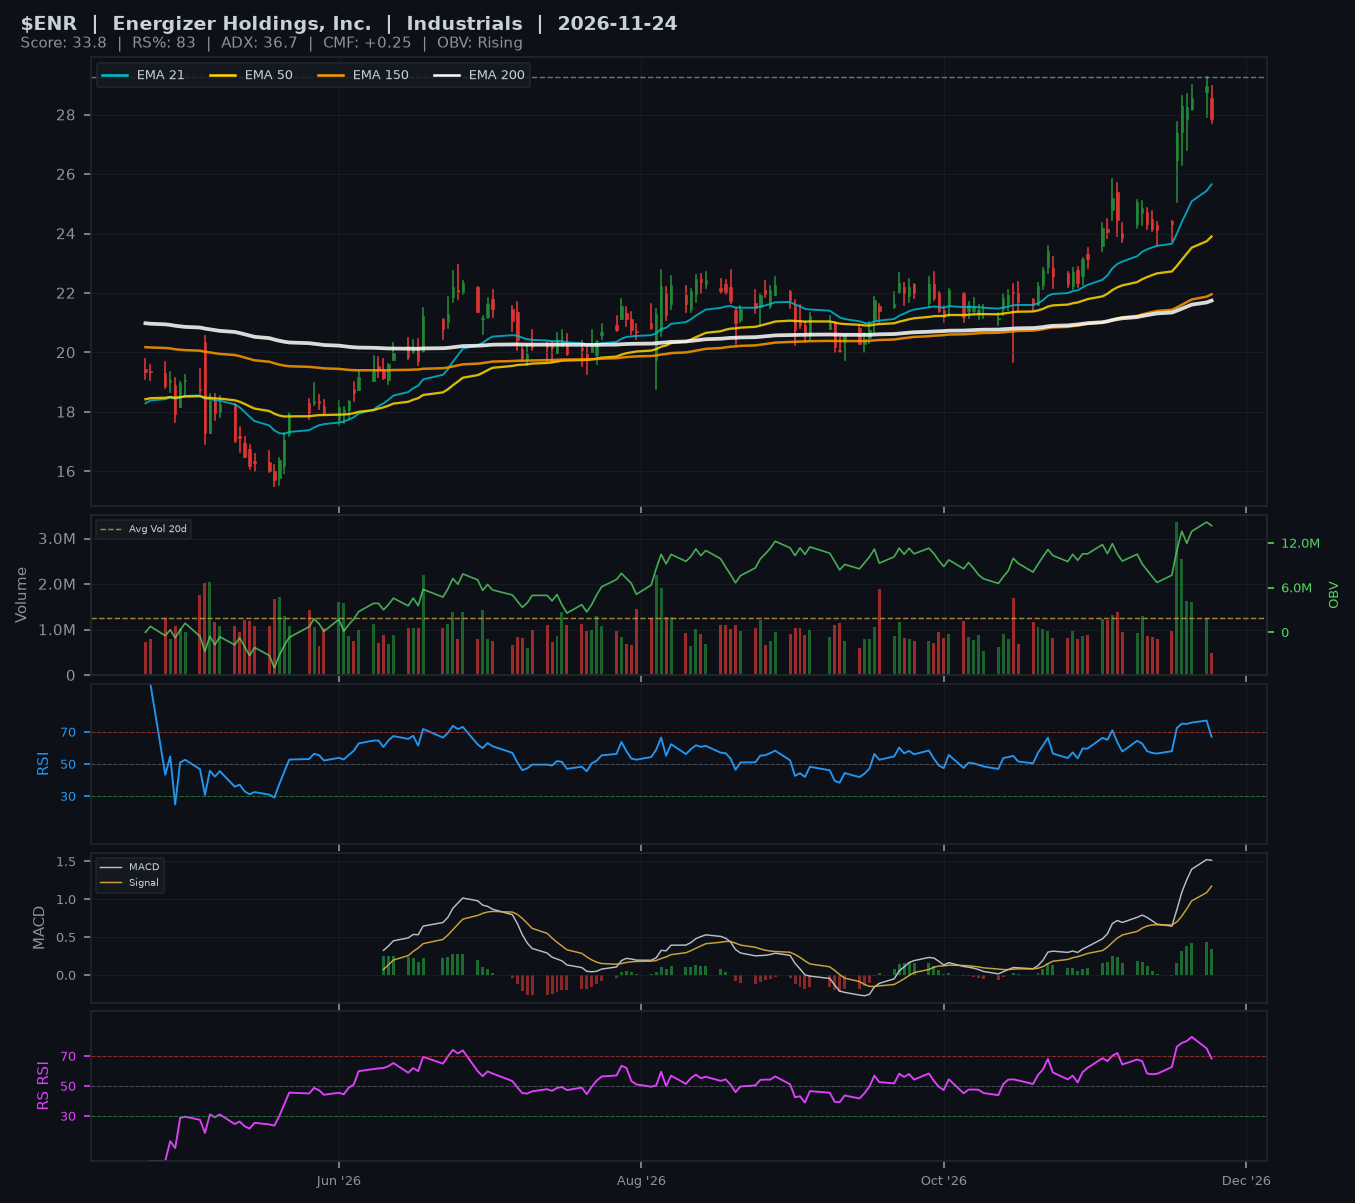 $ENR | Energizer Holdings, Inc. | Industrials | 2026-11-24
Score: 33.8 | RS%: 83 | ADX: 36.7 | CMF: +0.25 | OBV: Rising
EMA 21 EMA 50 EMA 150 EMA 200
28
26
24
22
20
18
16
Avg Vol 20d
Volume
3.0M
2.0M
1.0M
0
12.0M
6.0M
0
OBV
RSI
70
50
30
MACD
Signal
MACD
1.5
1.0
0.5
0.0
RS RSI
70
50
30
Jun '26 Aug '26 Oct '26 Dec '26